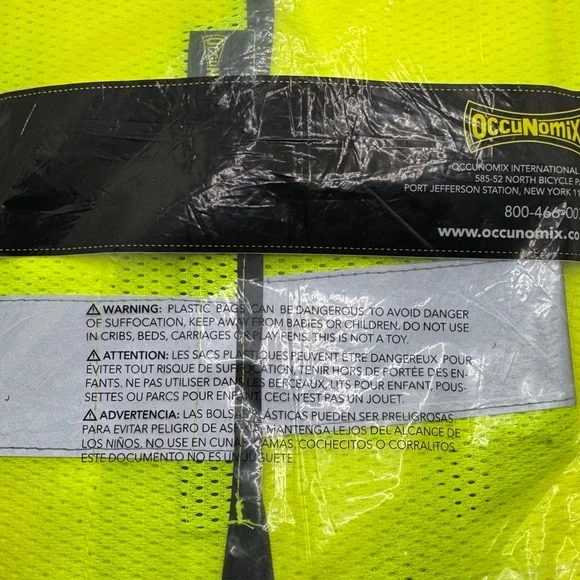 OccuNomiX
OccuNomiX
OCCUNOMIX INTERNATIONAL
585-52 NORTH BICYCLE
PORT JEFFERSON STATION, NEW YORK
800-466-
www.occunomix.co
⚠ WARNING: PLASTIC BAGS CAN BE DANGEROUS. TO AVOID DANGER
OF SUFFOCATION, KEEP AWAY FROM BABIES OR CHILDREN. DO NOT USE
IN CRIBS, BEDS, CARRIAGES OR PLAY PENS. THIS IS NOT A TOY.
⚠ ATTENTION: LES SACS PLASTIQUES PEUVENT ÊTRE DANGEREUX. POUR
ÉVITER TOUT RISQUE DE SUFFOCATION, TENIR HORS DE PORTÉE DES EN-
FANTS. NE PAS UTILISER DANS LES BERCEAUX, LITS POUR ENFANT, POUS-
SETTES OU PARCS POUR ENFANT. CECI N'EST PAS UN JOUET.
⚠ ADVERTENCIA: LAS BOLSAS PLÁSTICAS PUEDEN SER PELIGROSAS.
PARA EVITAR PELIGRO DE MANTENGA LEJOS DEL ALCANCE DE
LOS NIÑOS. NO USE EN CUNAS, CAMAS, COCHECITOS O CORRALITOS.
ESTE DOCUMENTO NO ES UN JUGUETE.